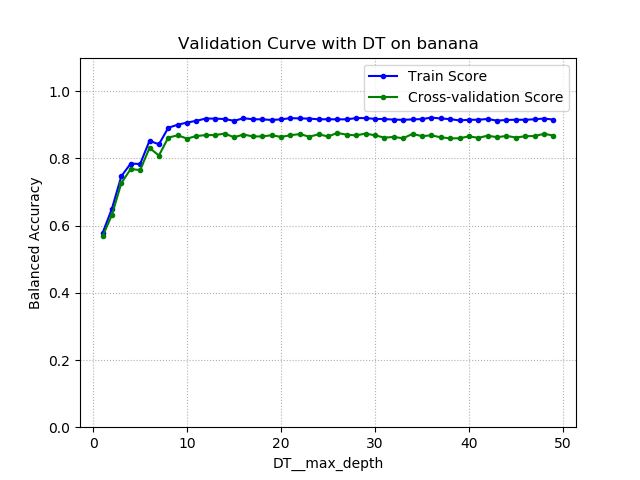 Validation Curve with DT on banana
Train Score
Cross-validation Score
Balanced Accuracy
1.0
0.8
0.6
0.4
0.2
0.0
0 10 20 30 40 50
DT__max_depth